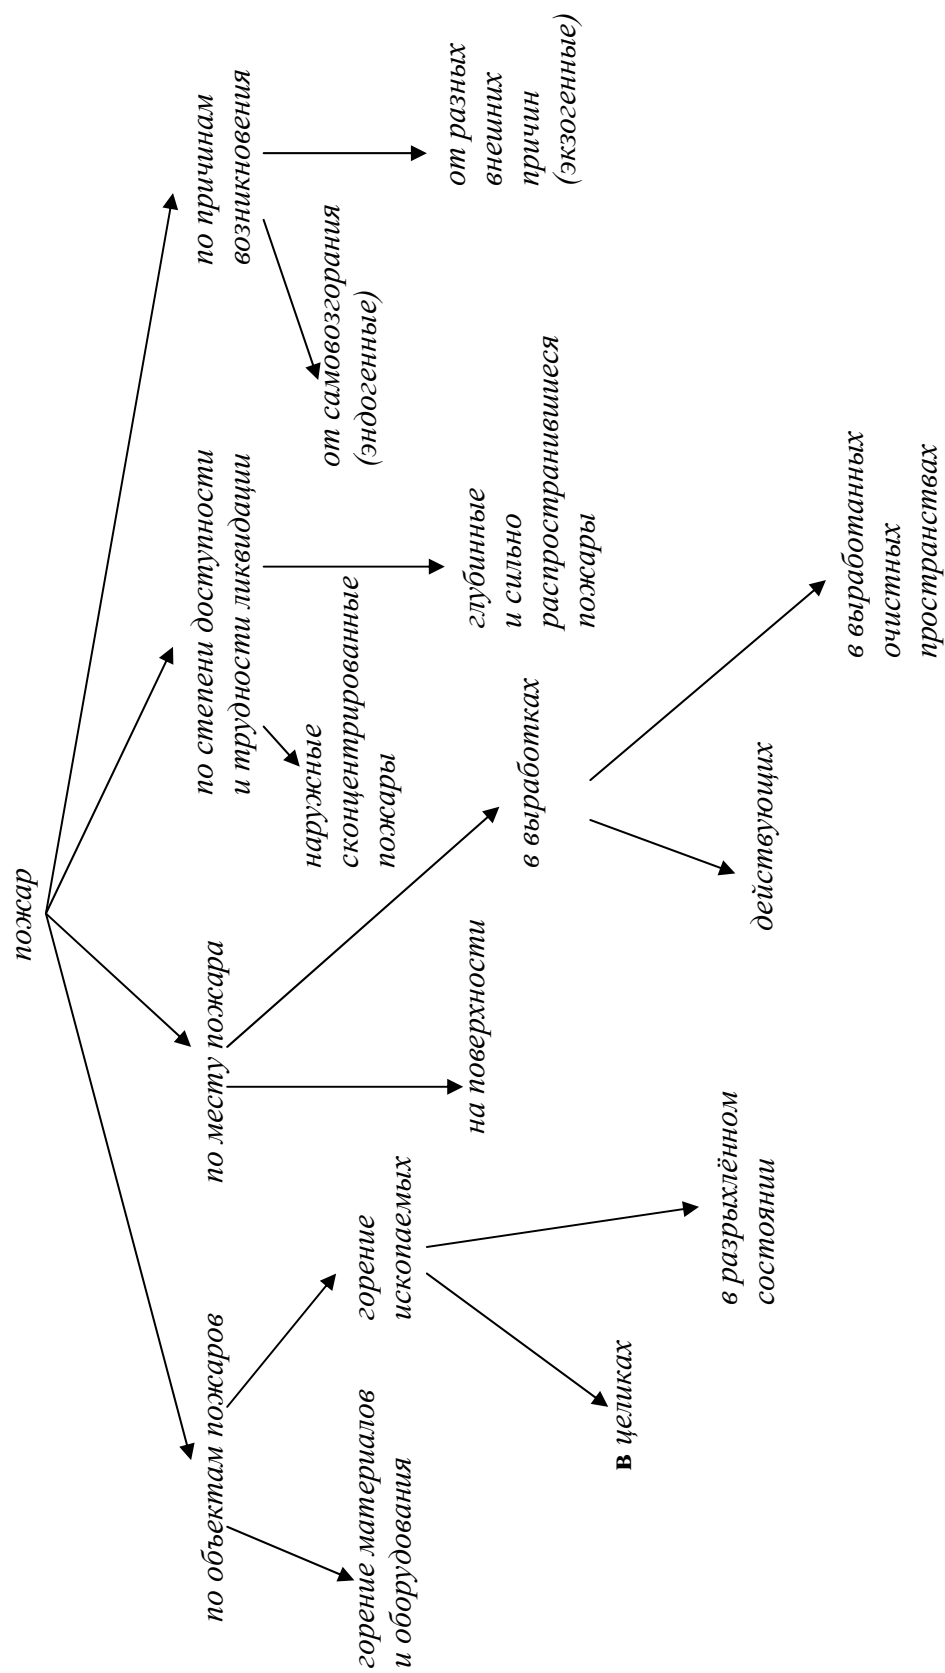 пожар
по объектам пожаров
по месту пожара
по степени доступности
и трудности ликвидации
по причинам
возникновения
горение материалов
и оборудования
горение
ископаемых
на поверхности
в выработках
наружные
сконцентрированные
пожары
глубинные
и сильно
распространившиеся
пожары
от самовозгорания
(эндогенные)
от разных
внешних
причин
(экзогенные)
в целиках
в разрыхлённом
состоянии
действующих
в выработанных
очистных
пространствах